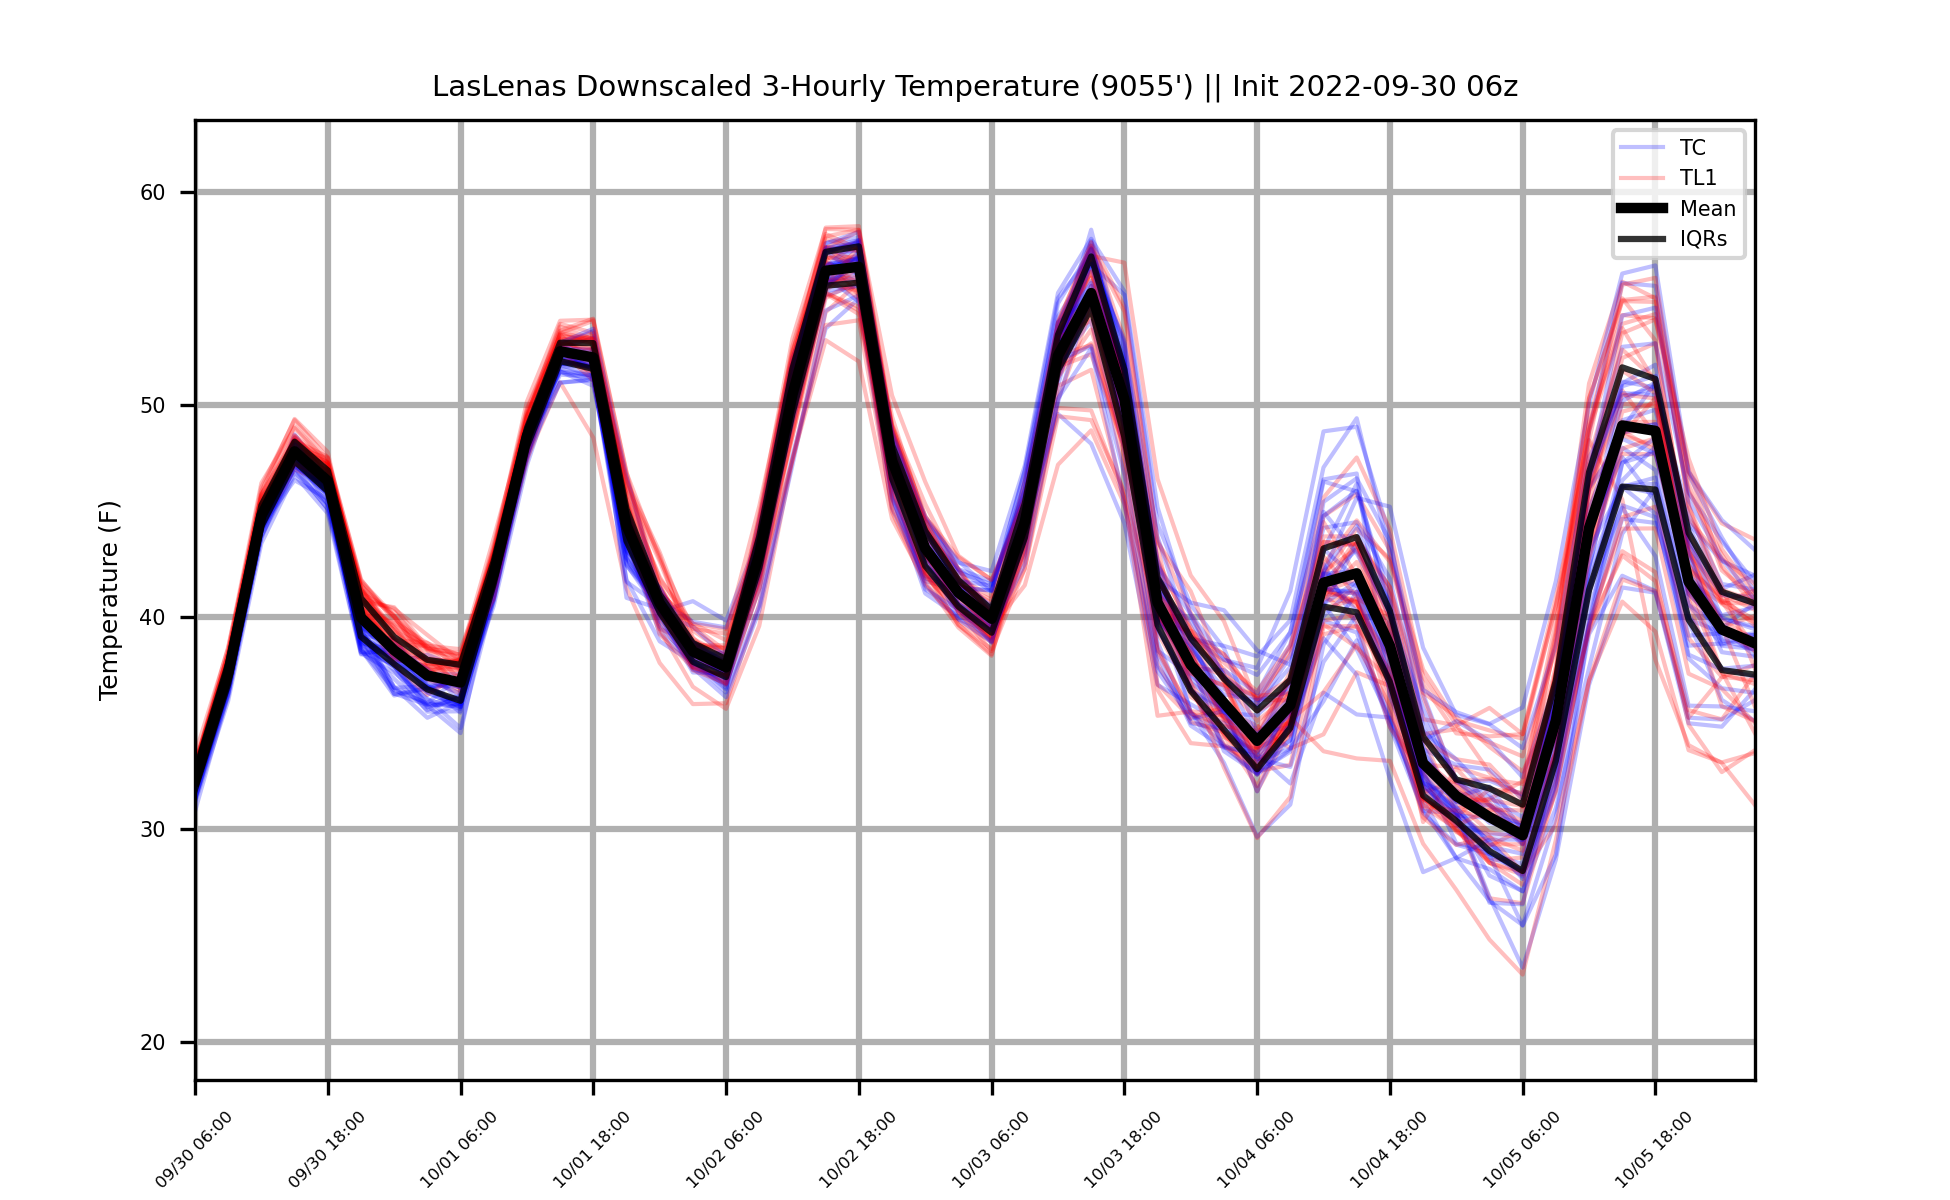 LasLenas Downscaled 3-Hourly Temperature (9055') || Init 2022-09-30 06z
TC
TL1
Mean
IQRs
Temperature (F)
60
50
40
30
20
09/30 06:00
09/30 18:00
10/01 06:00
10/01 18:00
10/02 06:00
10/02 18:00
10/03 06:00
10/03 18:00
10/04 06:00
10/04 18:00
10/05 06:00
10/05 18:00